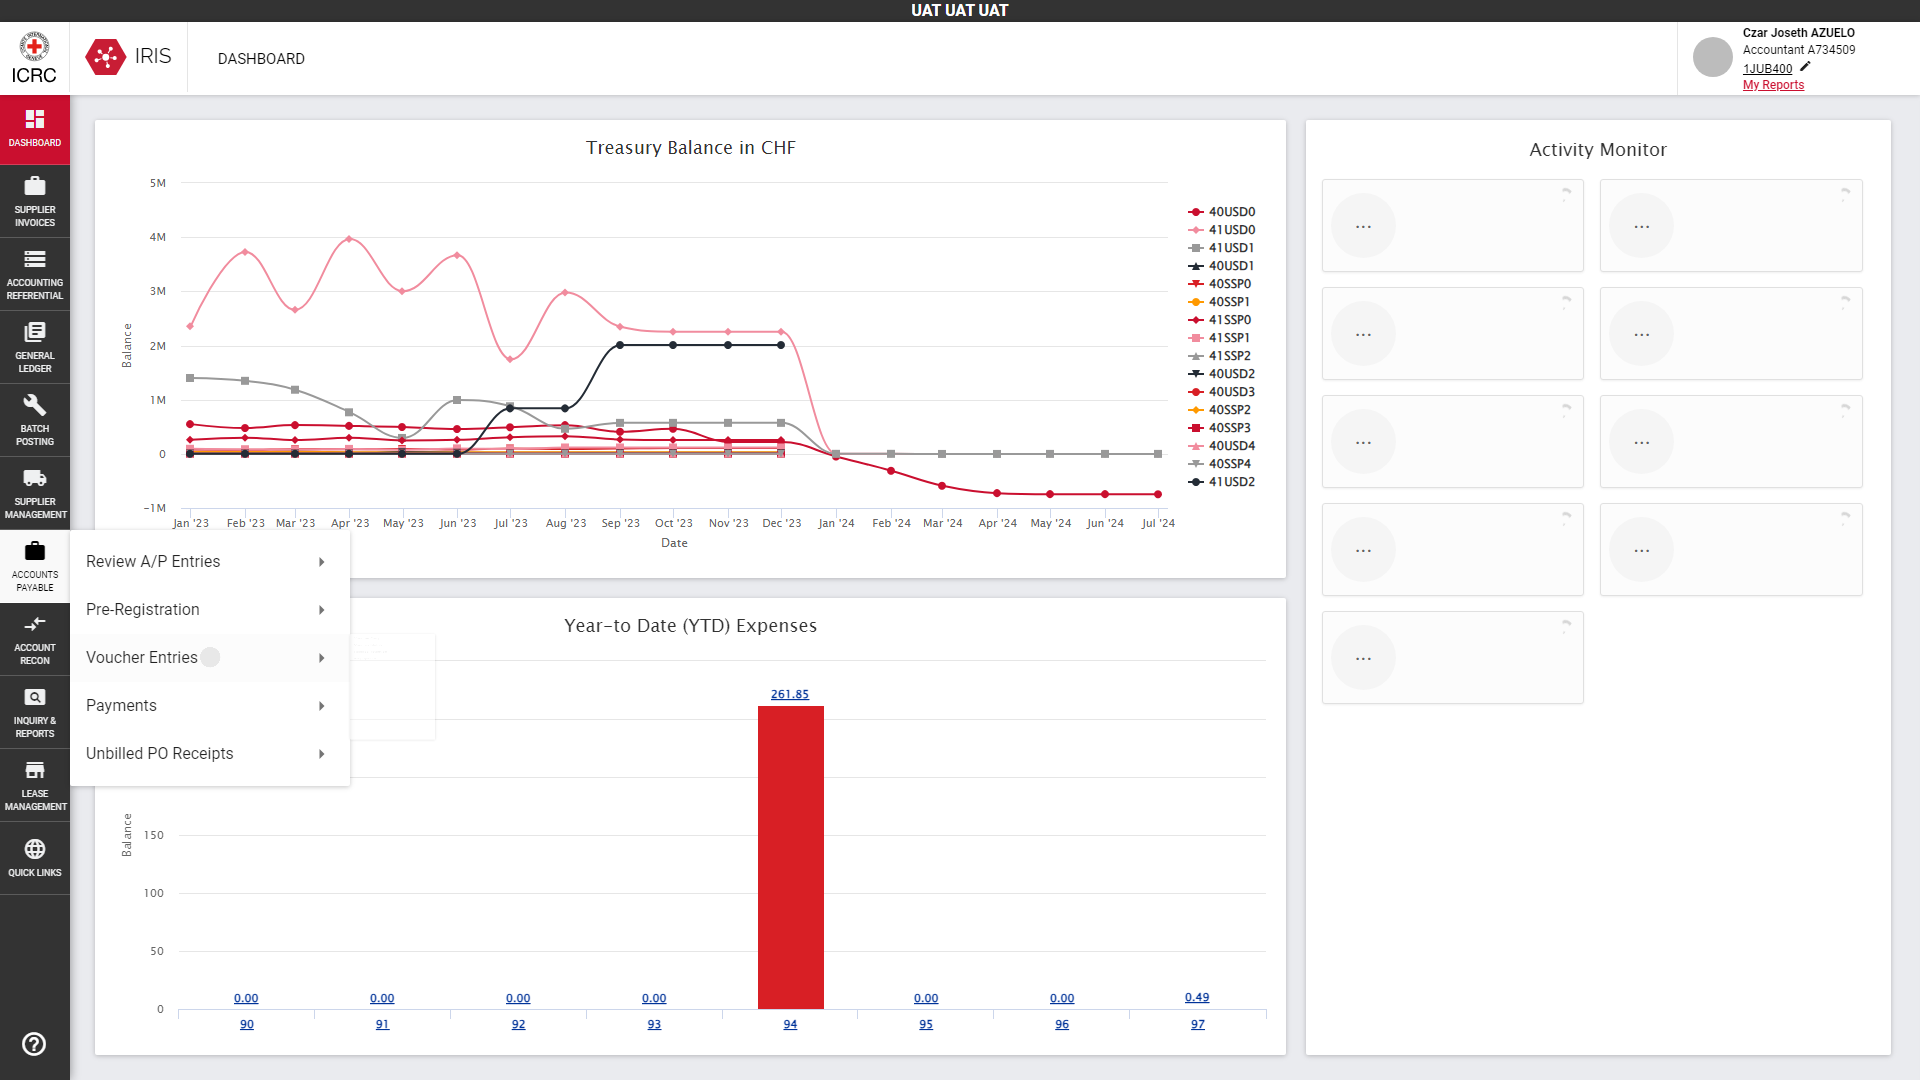 UAT UAT UAT
ICRC
IRIS
DASHBOARD
Czar Joseth AZUELO
Accountant A734509
1JUB400
My Reports
DASHBOARD
SUPPLIER
INVOICES
ACCOUNTING
REFERENTIAL
GENERAL
LEDGER
BATCH
POSTING
SUPPLIER
MANAGEMENT
ACCOUNTS
PAYABLE
ACCOUNT
RECON
INQUIRY &
REPORTS
LEASE
MANAGEMENT
QUICK LINKS
Review A/P Entries
Pre-Registration
Voucher Entries
Payments
Unbilled PO Receipts
Treasury Balance in CHF
5M
4M
3M
2M
1M
0
-1M
Balance
Jan '23 Feb '23 Mar '23 Apr '23 May '23 Jun '23 Jul '23 Aug '23 Sep '23 Oct '23 Nov '23 Dec '23 Jan '24 Feb '24 Mar '24 Apr '24 May '24 Jun '24 Jul '24
Date
40USD0
41USD0
41USD1
40USD1
40SSP0
40SSP1
41SSP0
41SSP1
41SSP2
40USD2
40USD3
40SSP2
40SSP3
40USD4
40SSP4
41USD2
Year-to Date (YTD) Expenses
Balance
150
100
50
0
0.00 0.00 0.00 0.00 261.85 0.00 0.00 0.49
90 91 92 93 94 95 96 97
Activity Monitor
... ...
... ...
... ...
... ...
...